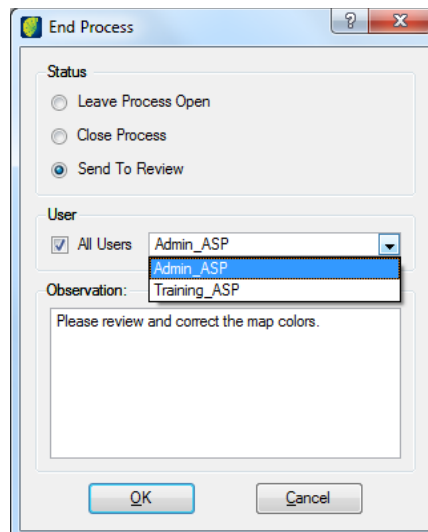 End Process
?
Status
Leave Process Open
Close Process
Send To Review
User
All Users Admin_ASP
Admin_ASP
Training_ASP
Observation:
Please review and correct the map colors.
OK Cancel